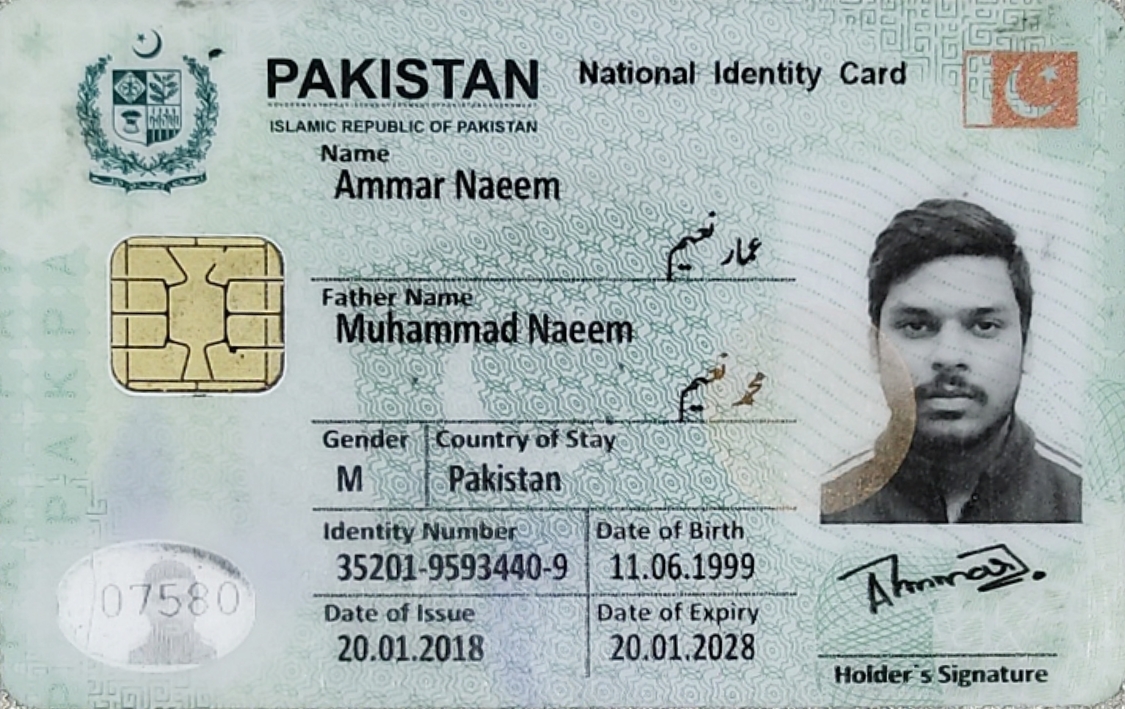 PAKISTAN National Identity Card
ISLAMIC REPUBLIC OF PAKISTAN
Name
Ammar Naeem
عمار نعیم
Father Name
Muhammad Naeem
محمد نعیم
Gender Country of Stay
M Pakistan
Identity Number Date of Birth
35201-9593440-9 11.06.1999
Date of Issue Date of Expiry
20.01.2018 20.01.2028
07580
Ammar.
Holder's Signature